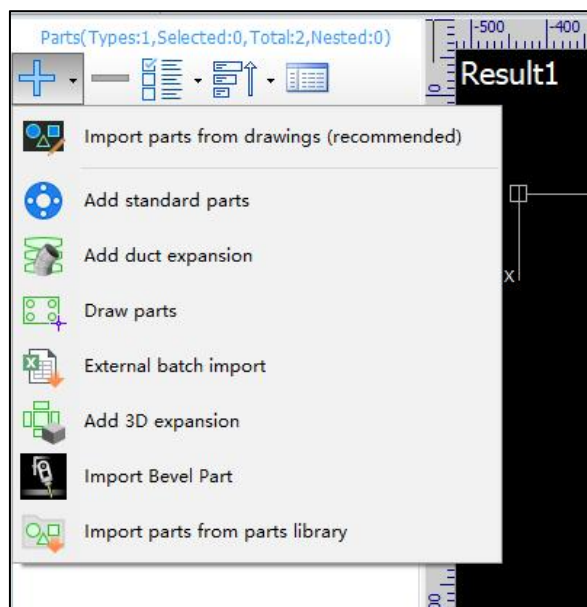 Parts(Types:1,Selected:0,Total:2,Nested:0)
-500 -400
Result1
0
Import parts from drawings (recommended)
Add standard parts
x
Add duct expansion
Draw parts
External batch import
Add 3D expansion
Import Bevel Part
Import parts from parts library